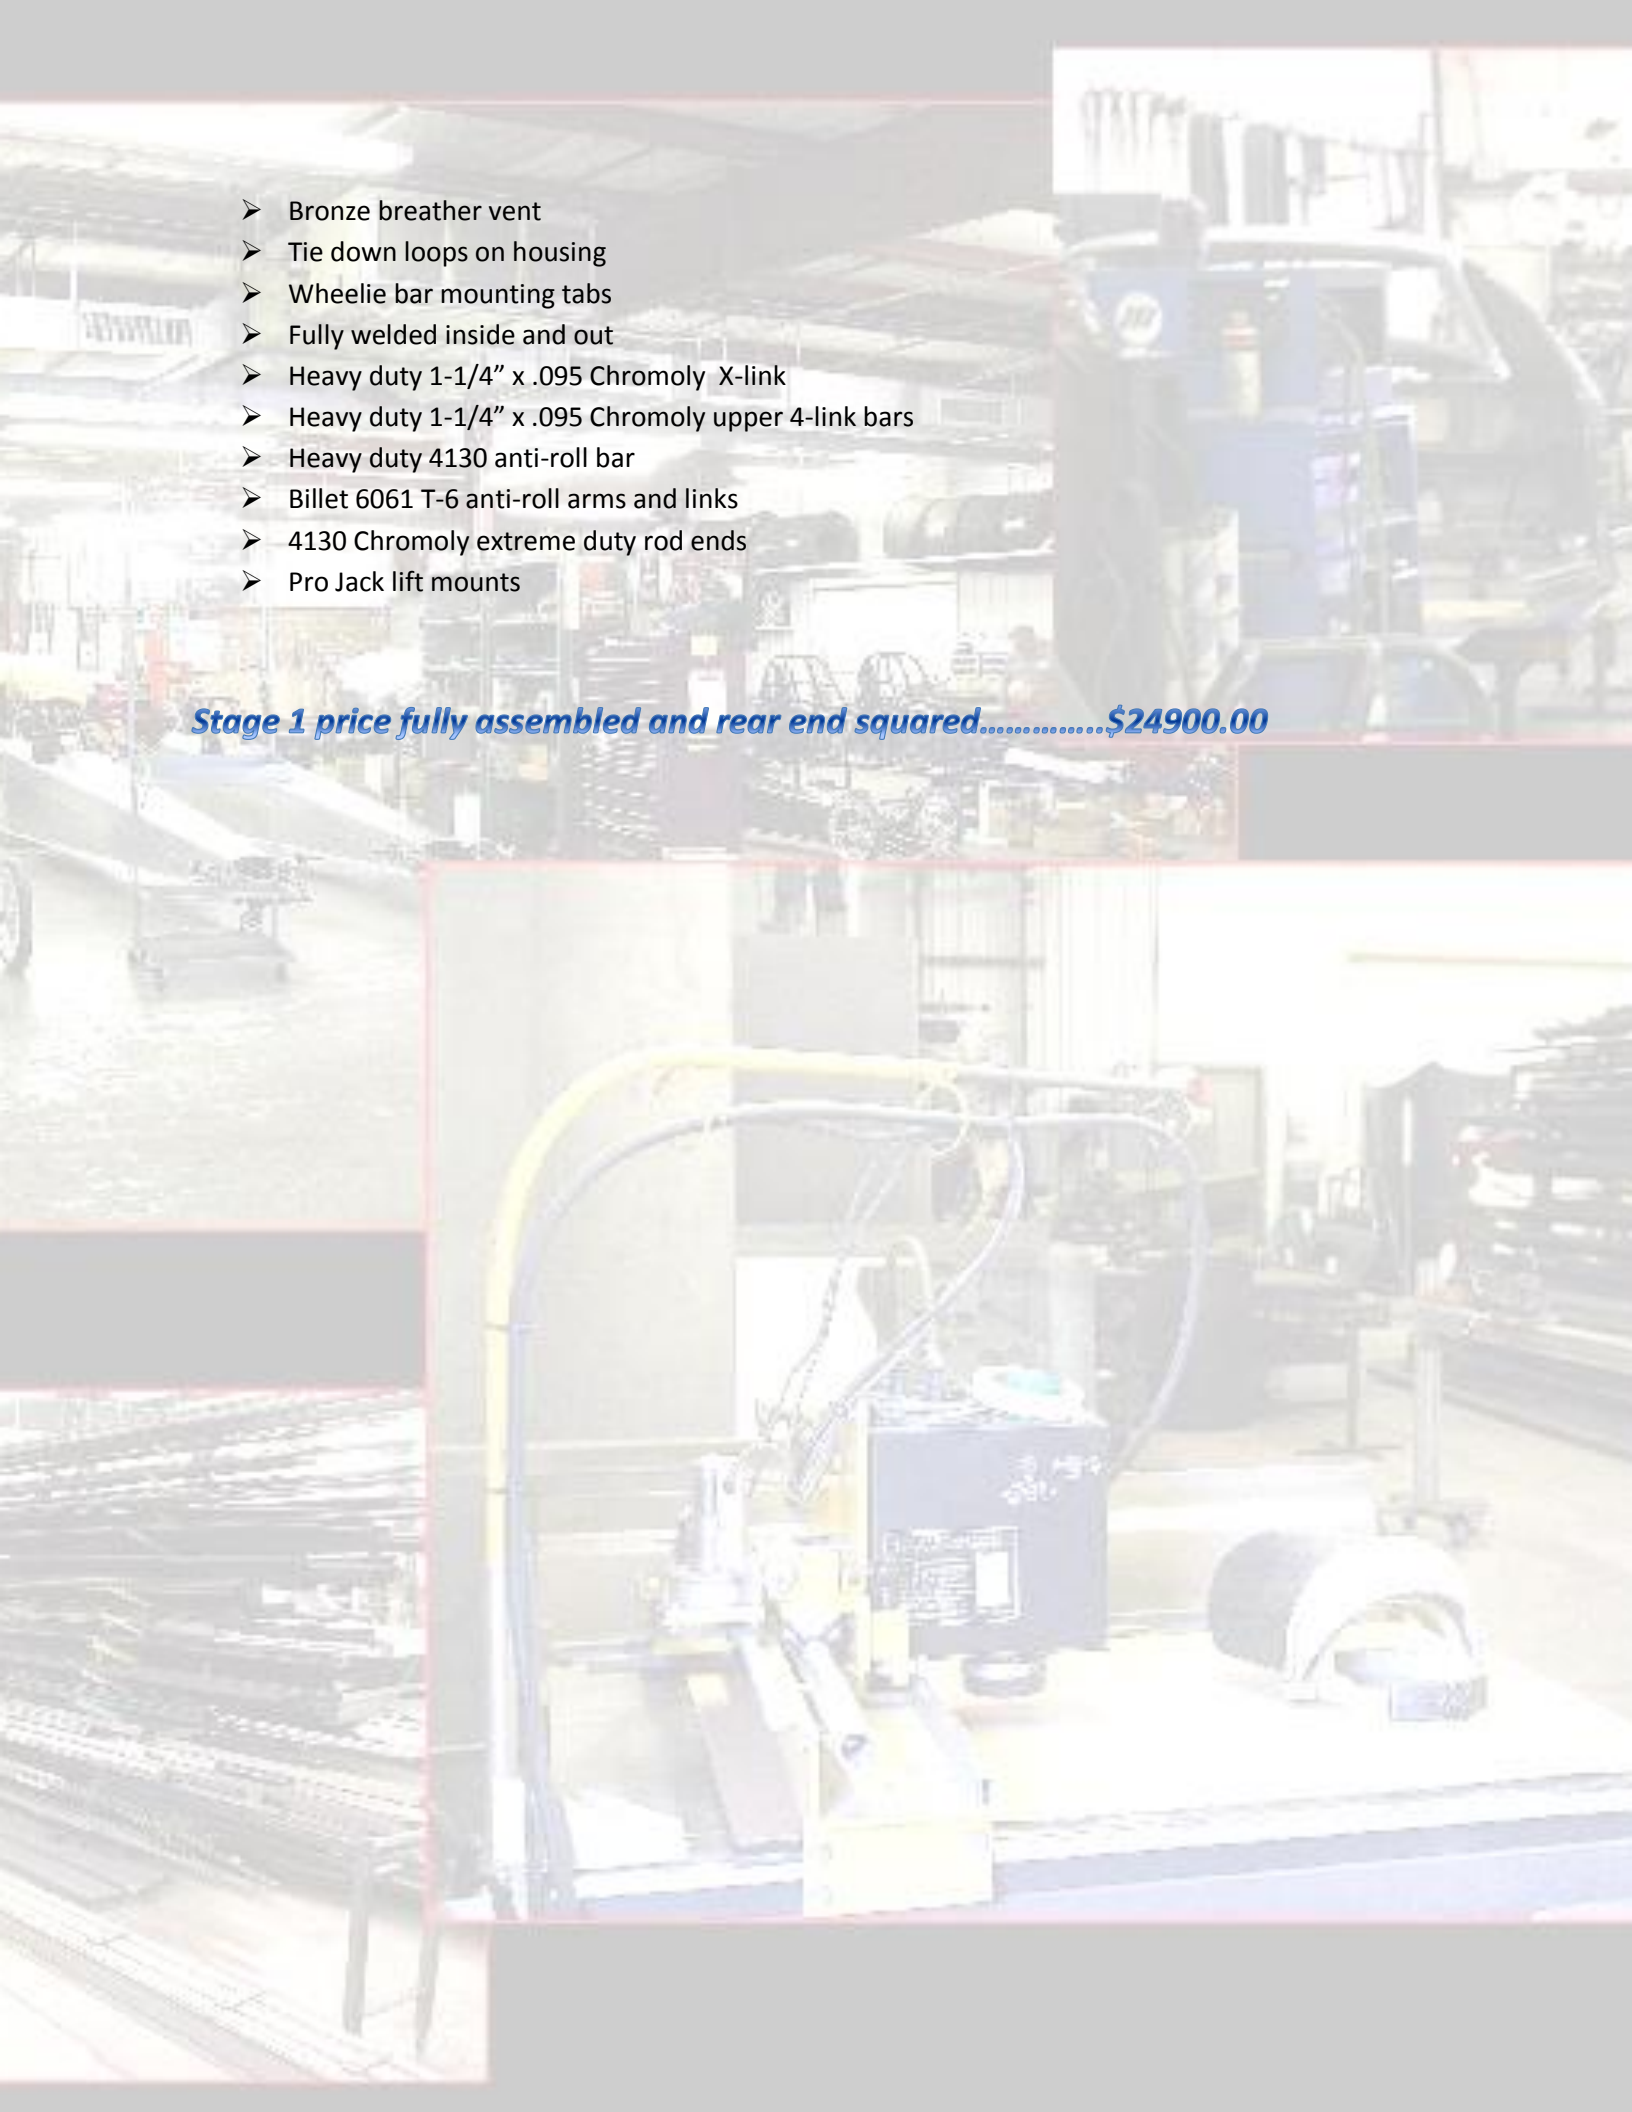 ➢ Bronze breather vent
➢ Tie down loops on housing
➢ Wheelie bar mounting tabs
➢ Fully welded inside and out
➢ Heavy duty 1-1/4” x .095 Chromoly  X-link
➢ Heavy duty 1-1/4” x .095 Chromoly upper 4-link bars
➢ Heavy duty 4130 anti-roll bar
➢ Billet 6061 T-6 anti-roll arms and links
➢ 4130 Chromoly extreme duty rod ends
➢ Pro Jack lift mounts
Stage 1 price fully assembled and rear end squared…………..$24900.00